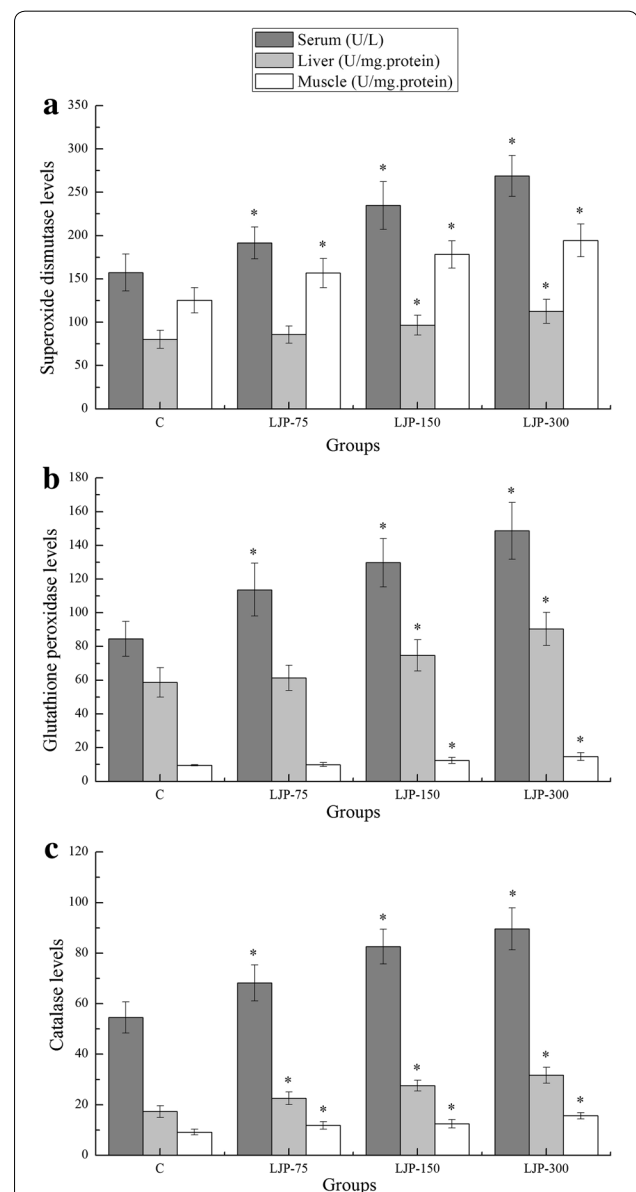 Serum (U/L)
Liver (U/mg.protein)
Muscle (U/mg.protein)
a
350
300
250
200
150
100
50
0
Superoxide dismutase levels
* * * * * * * *
C LJP-75 LJP-150 LJP-300
Groups
b
180
160
140
120
100
80
60
40
20
0
Glutathione peroxidase levels
* * * * * * *
C LJP-75 LJP-150 LJP-300
Groups
c
120
100
80
60
40
20
0
Catalase levels
* * * * * * * * *
C LJP-75 LJP-150 LJP-300
Groups